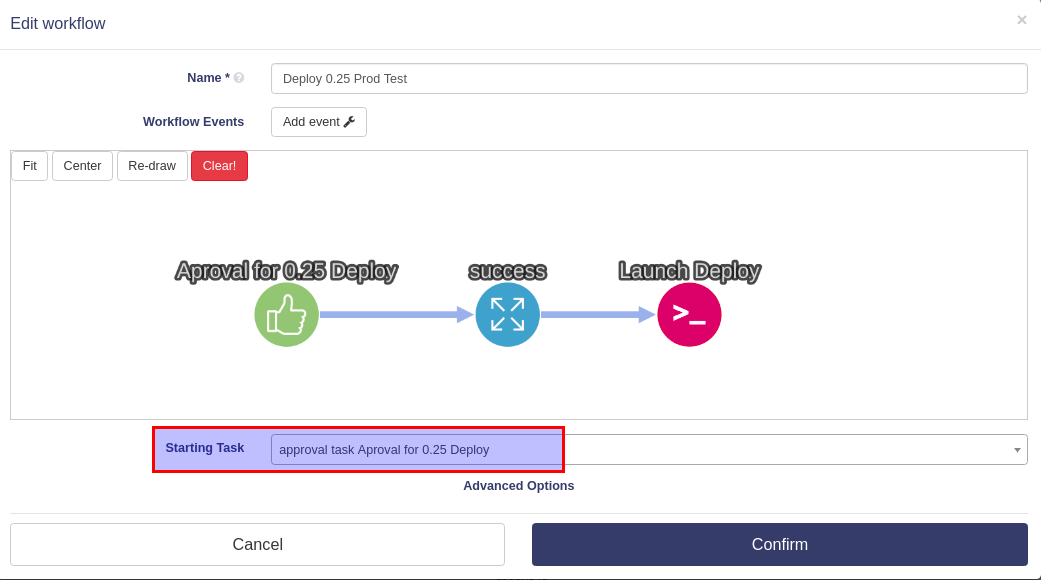 Edit workflow ×
Name * ?
Deploy 0.25 Prod Test
Workflow Events
Add event
Fit Center Re-draw Clear!
Aproval for 0.25 Deploy success Launch Deploy
>_
Starting Task
approval task Aproval for 0.25 Deploy
Advanced Options
Cancel Confirm